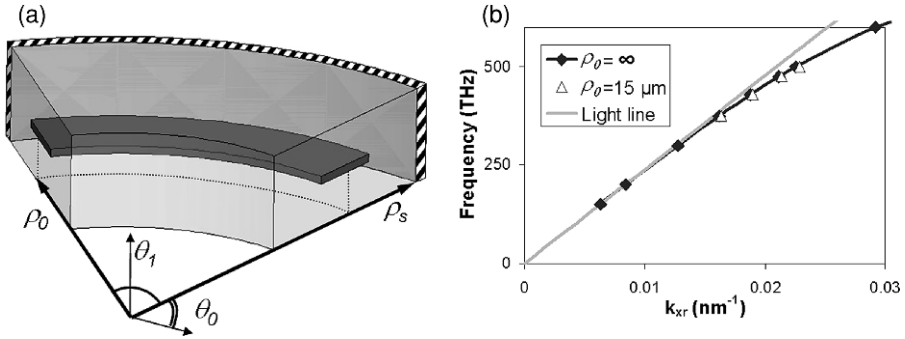 (a)
ρ0
ρs
θ1
θ0
(b)
Frequency (THz)
500
250
0
ρ0= ∞
ρ0=15 µm
Light line
0
0.01
0.02
0.03
kxr (nm-1)